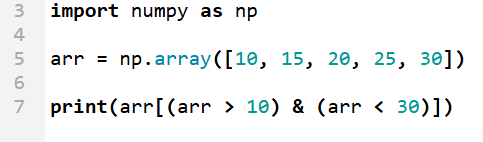 3 import numpy as np
4
5 arr = np.array([10, 15, 20, 25, 30])
6
7 print(arr[(arr > 10) & (arr < 30)])